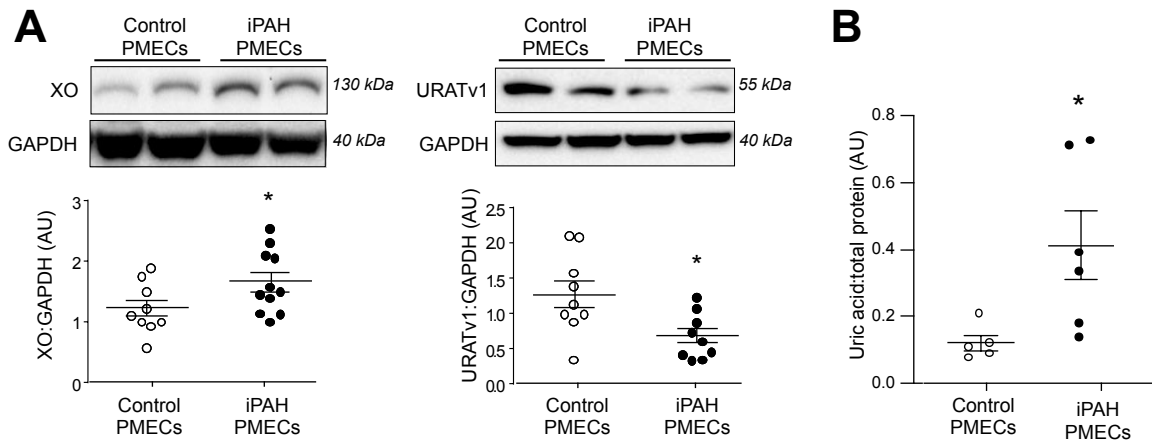 A
B
Control
PMECs
iPAH
PMECs
XO
130 kDa
GAPDH
40 kDa
Control
PMECs
iPAH
PMECs
URATv1
55 kDa
GAPDH
40 kDa
XO:GAPDH (AU)
3
2
1
0
*
Control
PMECs
iPAH
PMECs
URATv1:GAPDH (AU)
2.5
2.0
1.5
1.0
0.5
0.0
*
Control
PMECs
iPAH
PMECs
Uric acid:total protein (AU)
0.8
0.6
0.4
0.2
0.0
*
Control
PMECs
iPAH
PMECs